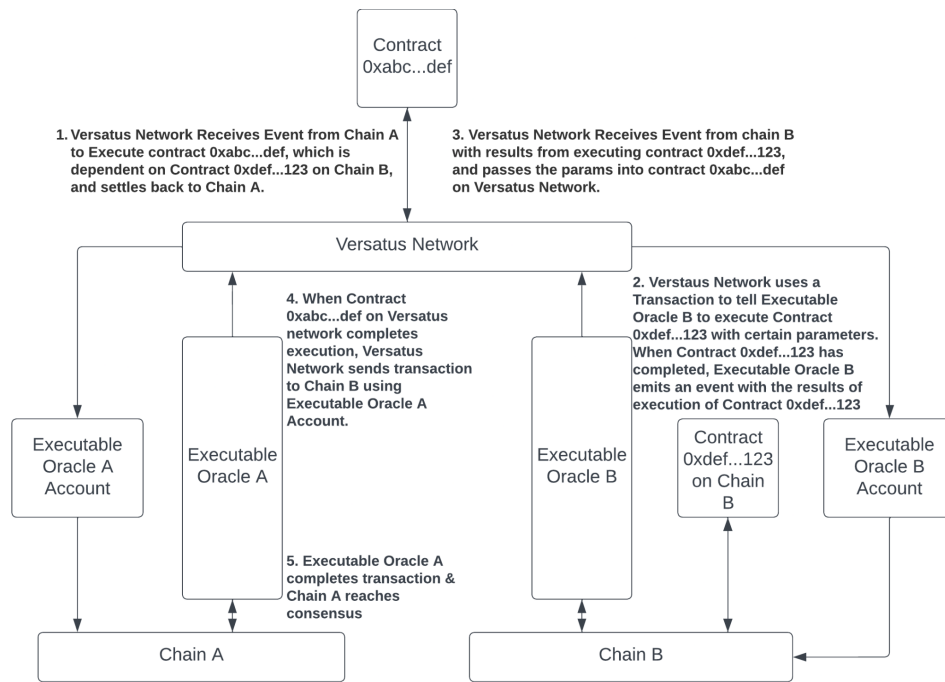 Contract
0xabc...def
1. Versatus Network Receives Event from Chain A
to Execute contract 0xabc...def, which is
dependent on Contract 0xdef...123 on Chain B,
and settles back to Chain A.
3. Versatus Network Receives Event from chain B
with results from executing contract 0xdef...123,
and passes the params into contract 0xabc...def
on Versatus Network.
Versatus Network
4. When Contract
0xabc...def on Versatus
network completes
execution, Versatus
Network sends transaction
to Chain B using
Executable Oracle A
Account.
2. Verstaus Network uses a
Transaction to tell Executable
Oracle B to execute Contract
0xdef...123 with certain parameters.
When Contract 0xdef...123 has
completed, Executable Oracle B
emits an event with the results of
execution of Contract 0xdef...123
Executable
Oracle A
Account
Executable
Oracle A
Executable
Oracle B
Contract
0xdef...123
on Chain
B
Executable
Oracle B
Account
5. Executable Oracle A
completes transaction &
Chain A reaches
consensus
Chain A
Chain B